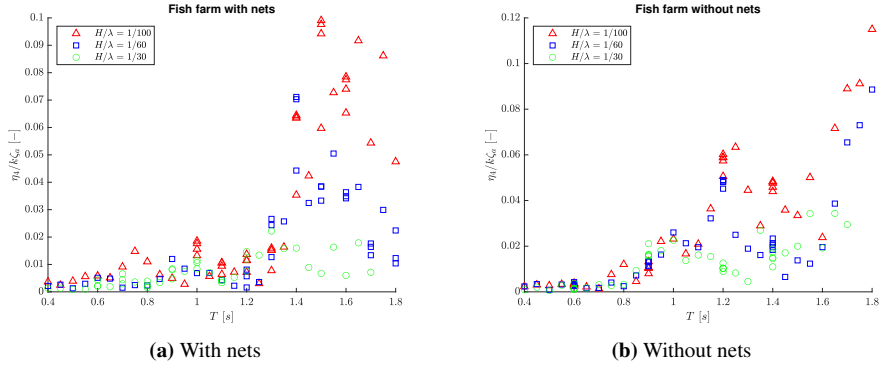 Fish farm with nets
H/λ = 1/100
H/λ = 1/60
H/λ = 1/30
0.1
0.09
0.08
0.07
0.06
0.05
0.04
0.03
0.02
0.01
0
η₄/kζₐ [−]
0.4 0.6 0.8 1 1.2 1.4 1.6 1.8
T [s]
(a) With nets
Fish farm without nets
H/λ = 1/100
H/λ = 1/60
H/λ = 1/30
0.12
0.1
0.08
0.06
0.04
0.02
0
η₄/kζₐ [−]
0.4 0.6 0.8 1 1.2 1.4 1.6 1.8
T [s]
(b) Without nets